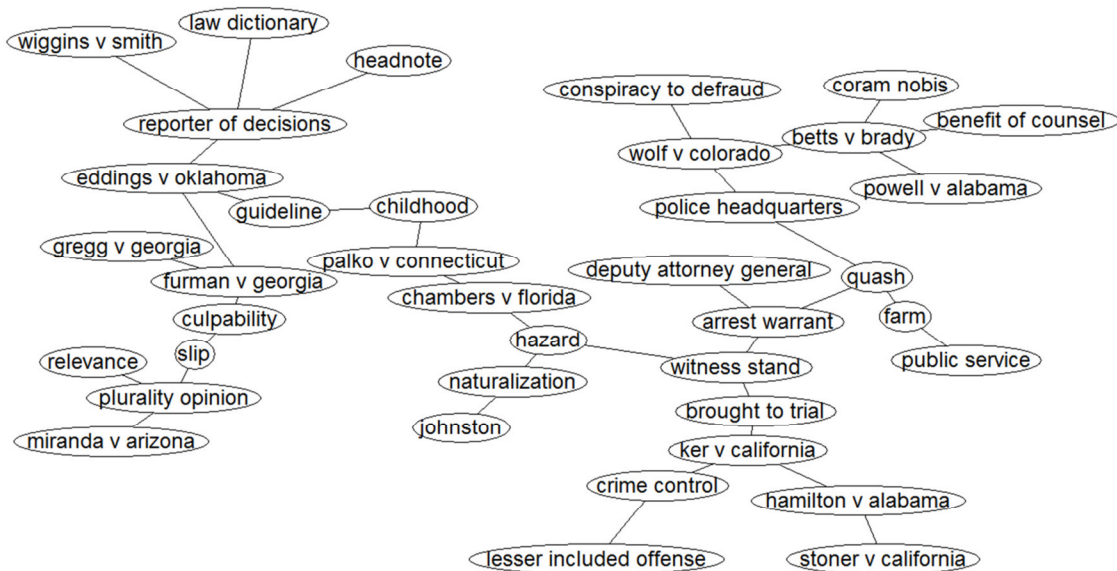 law dictionary
wiggins v smith
headnote
reporter of decisions
conspiracy to defraud
coram nobis
benefit of counsel
betts v brady
wolf v colorado
powell v alabama
eddings v oklahoma
guideline
childhood
police headquarters
gregg v georgia
palko v connecticut
furman v georgia
deputy attorney general
quash
chambers v florida
culpability
arrest warrant
farm
hazard
slip
relevance
witness stand
public service
naturalization
plurality opinion
brought to trial
johnston
miranda v arizona
ker v california
crime control
hamilton v alabama
lesser included offense
stoner v california